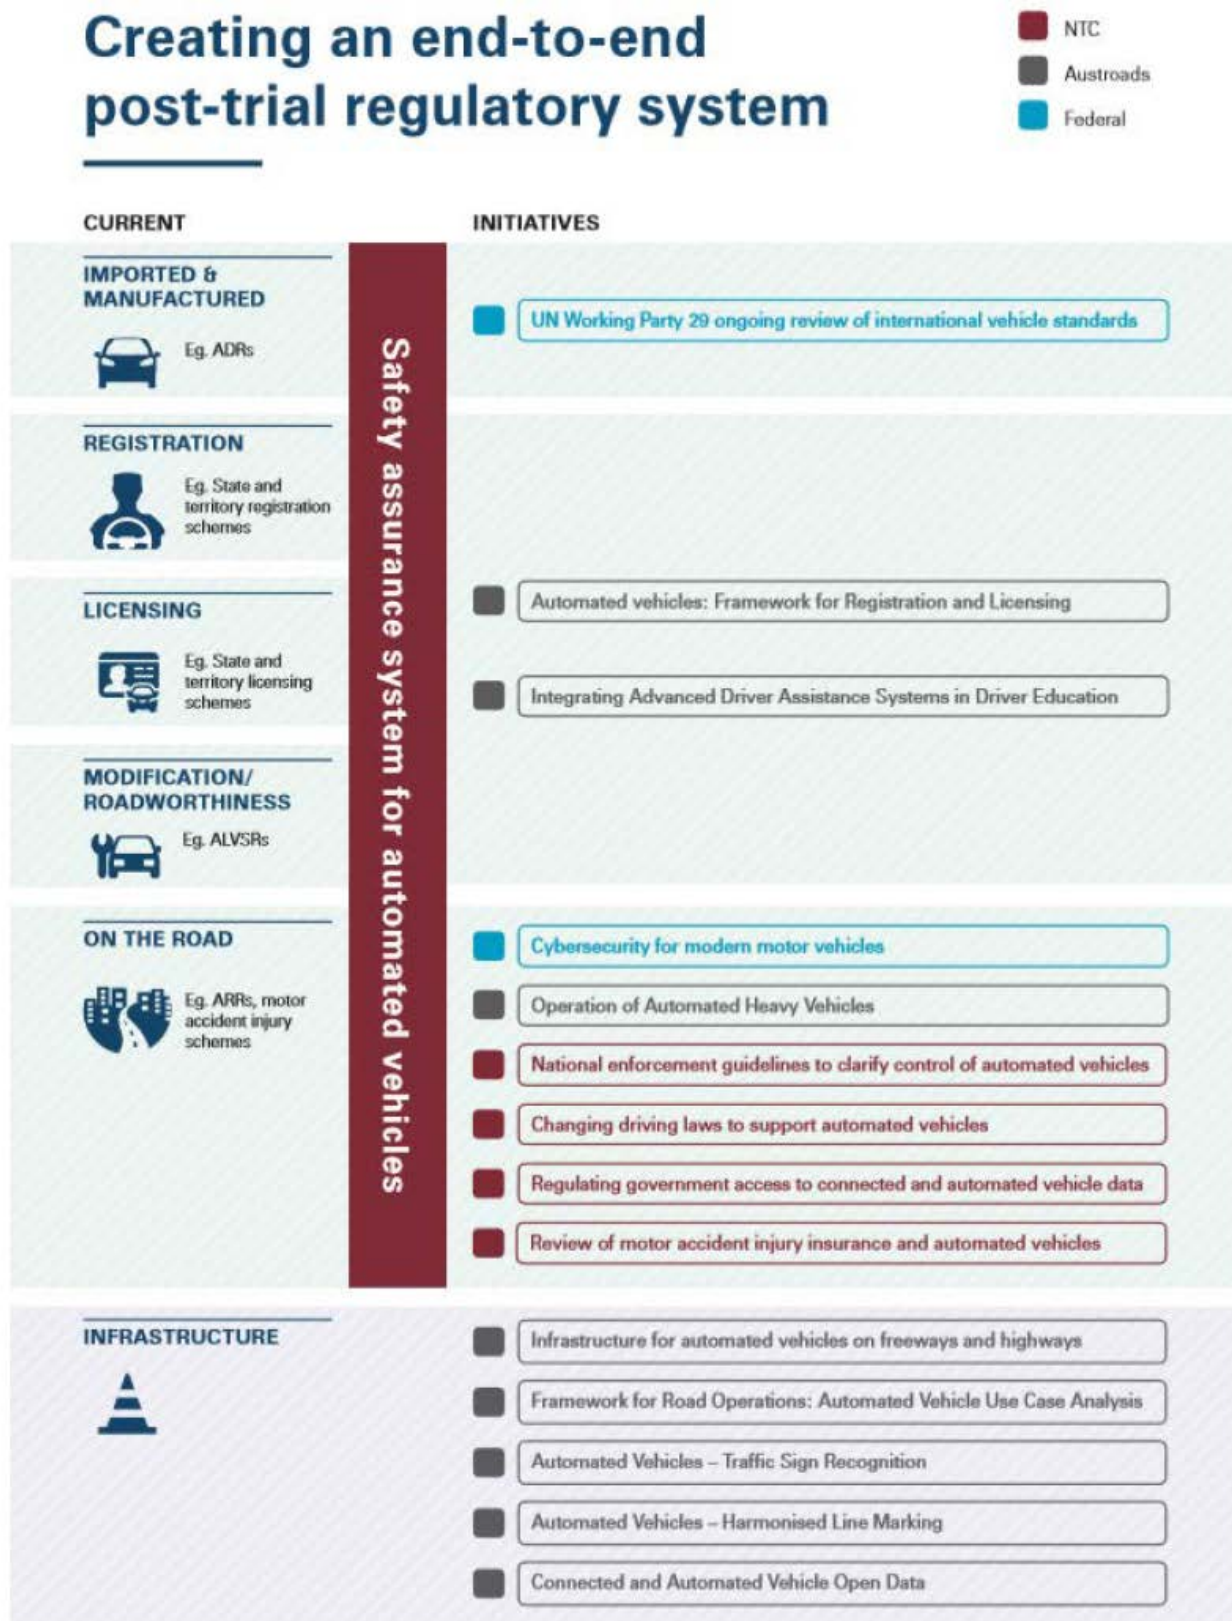 Creating an end-to-end
post-trial regulatory system
NTC
Austroads
Federal
CURRENT
INITIATIVES
IMPORTED &
MANUFACTURED
Eg. ADRs
UN Working Party 29 ongoing review of international vehicle standards
REGISTRATION
Eg. State and
territory registration
schemes
LICENSING
Eg. State and
territory licensing
schemes
Automated vehicles: Framework for Registration and Licensing
Integrating Advanced Driver Assistance Systems in Driver Education
MODIFICATION/
ROADWORTHINESS
Eg. ALVSRs
Safety assurance system for automated vehicles
ON THE ROAD
Eg. ARRs, motor
accident injury
schemes
Cybersecurity for modern motor vehicles
Operation of Automated Heavy Vehicles
National enforcement guidelines to clarify control of automated vehicles
Changing driving laws to support automated vehicles
Regulating government access to connected and automated vehicle data
Review of motor accident injury insurance and automated vehicles
INFRASTRUCTURE
Infrastructure for automated vehicles on freeways and highways
Framework for Road Operations: Automated Vehicle Use Case Analysis
Automated Vehicles – Traffic Sign Recognition
Automated Vehicles – Harmonised Line Marking
Connected and Automated Vehicle Open Data